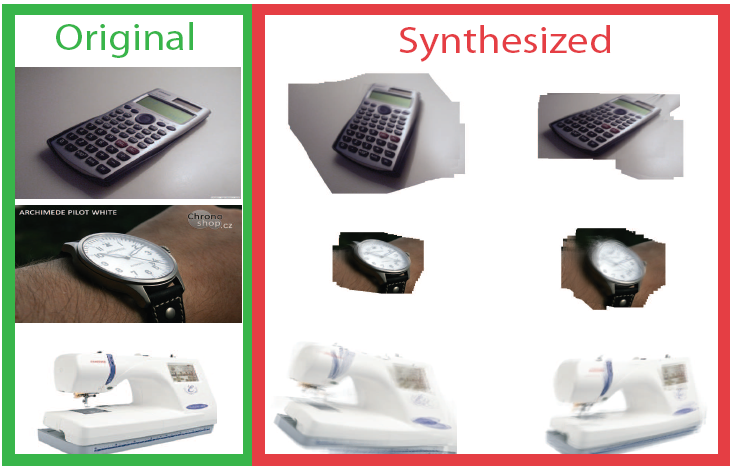 Original
Synthesized
ARCHIMEDE PILOT WHITE
Chrono
shop.cz